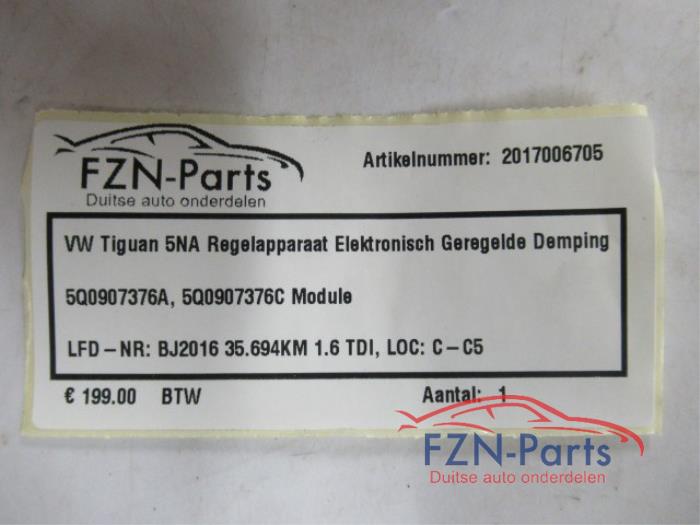 FZN-Parts
Duitse auto onderdelen
Artikelnummer: 2017006705
VW Tiguan 5NA Regelapparaat Elektronisch Geregelde Demping
5Q0907376A, 5Q0907376C Module
LFD-NR: BJ2016 35.694KM 1.6 TDI, LOC: C-C5
€ 199.00 BTW Aantal: 1
FZN-Parts
Duitse auto onderdelen